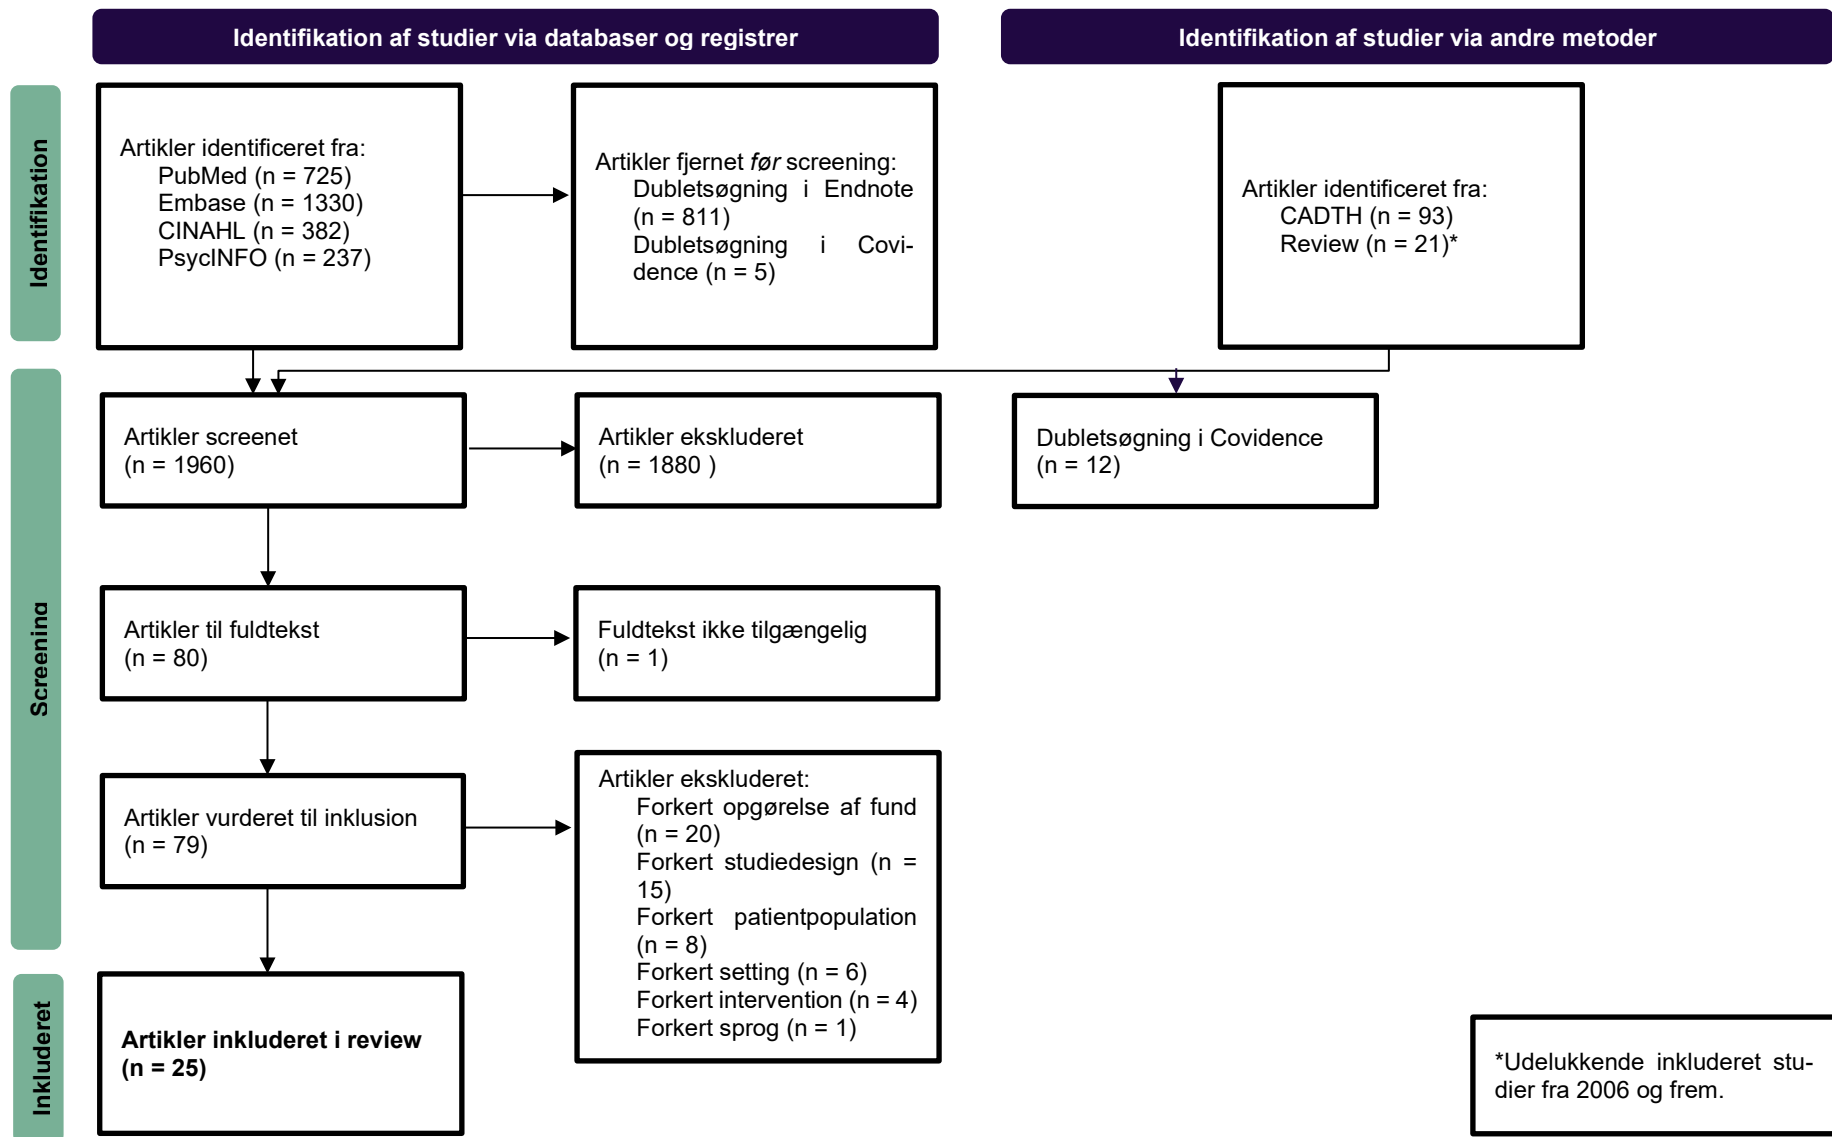 Identifikation af studier via databaser og registrer
Identifikation af studier via andre metoder
Identifikation
Artikler identificeret fra:
PubMed (n = 725)
Embase (n = 1330)
CINAHL (n = 382)
PsycINFO (n = 237)
Artikler fjernet før screening:
Dubletsøgning i Endnote
(n = 811)
Dubletsøgning i Covi-
dence (n = 5)
Artikler identificeret fra:
CADTH (n = 93)
Review (n = 21)*
Screening
Artikler screenet
(n = 1960)
Artikler ekskluderet
(n = 1880 )
Dubletsøgning i Covidence
(n = 12)
Artikler til fuldtekst
(n = 80)
Fuldtekst ikke tilgængelig
(n = 1)
Artikler vurderet til inklusion
(n = 79)
Artikler ekskluderet:
Forkert opgørelse af fund
(n = 20)
Forkert studiedesign (n =
15)
Forkert patientpopulation
(n = 8)
Forkert setting (n = 6)
Forkert intervention (n = 4)
Forkert sprog (n = 1)
Inkluderet
Artikler inkluderet i review
(n = 25)
*Udelukkende inkluderet stu-
dier fra 2006 og frem.